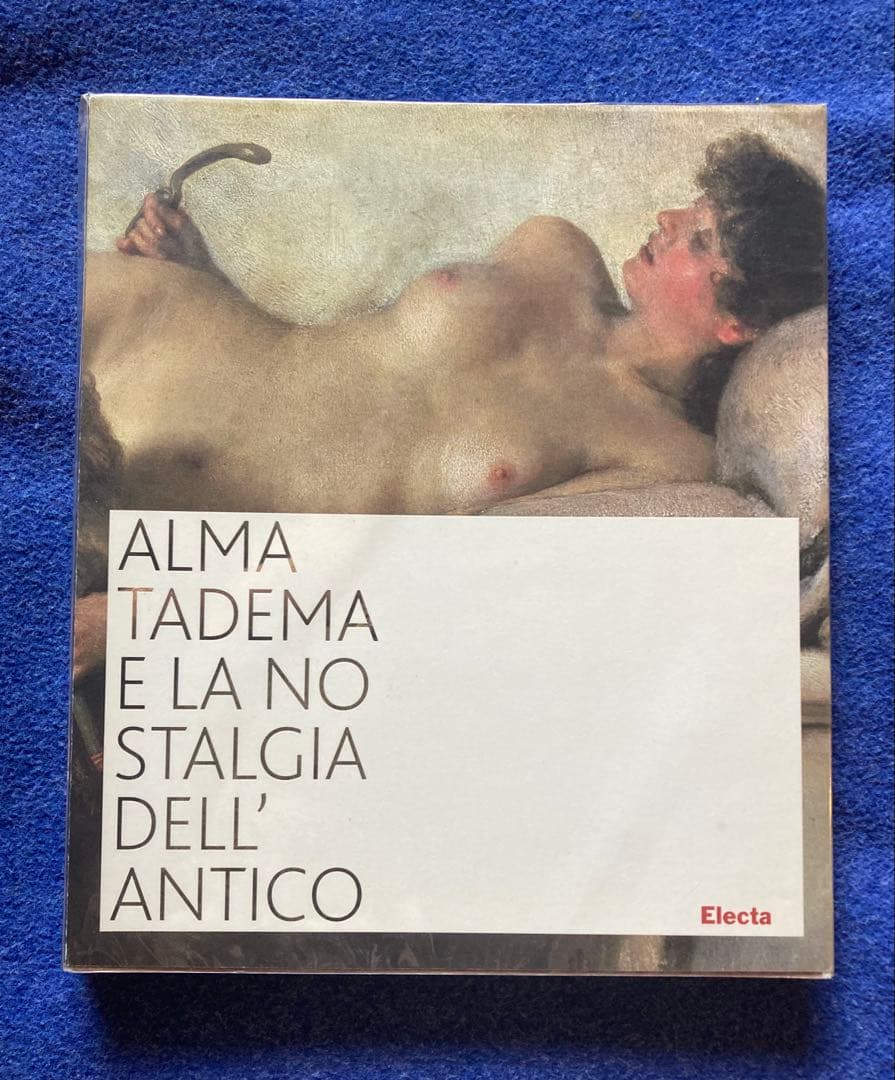 ALMA
TADEMA
E LA NO
STALGIA
DELL'
ANTICO
Electa